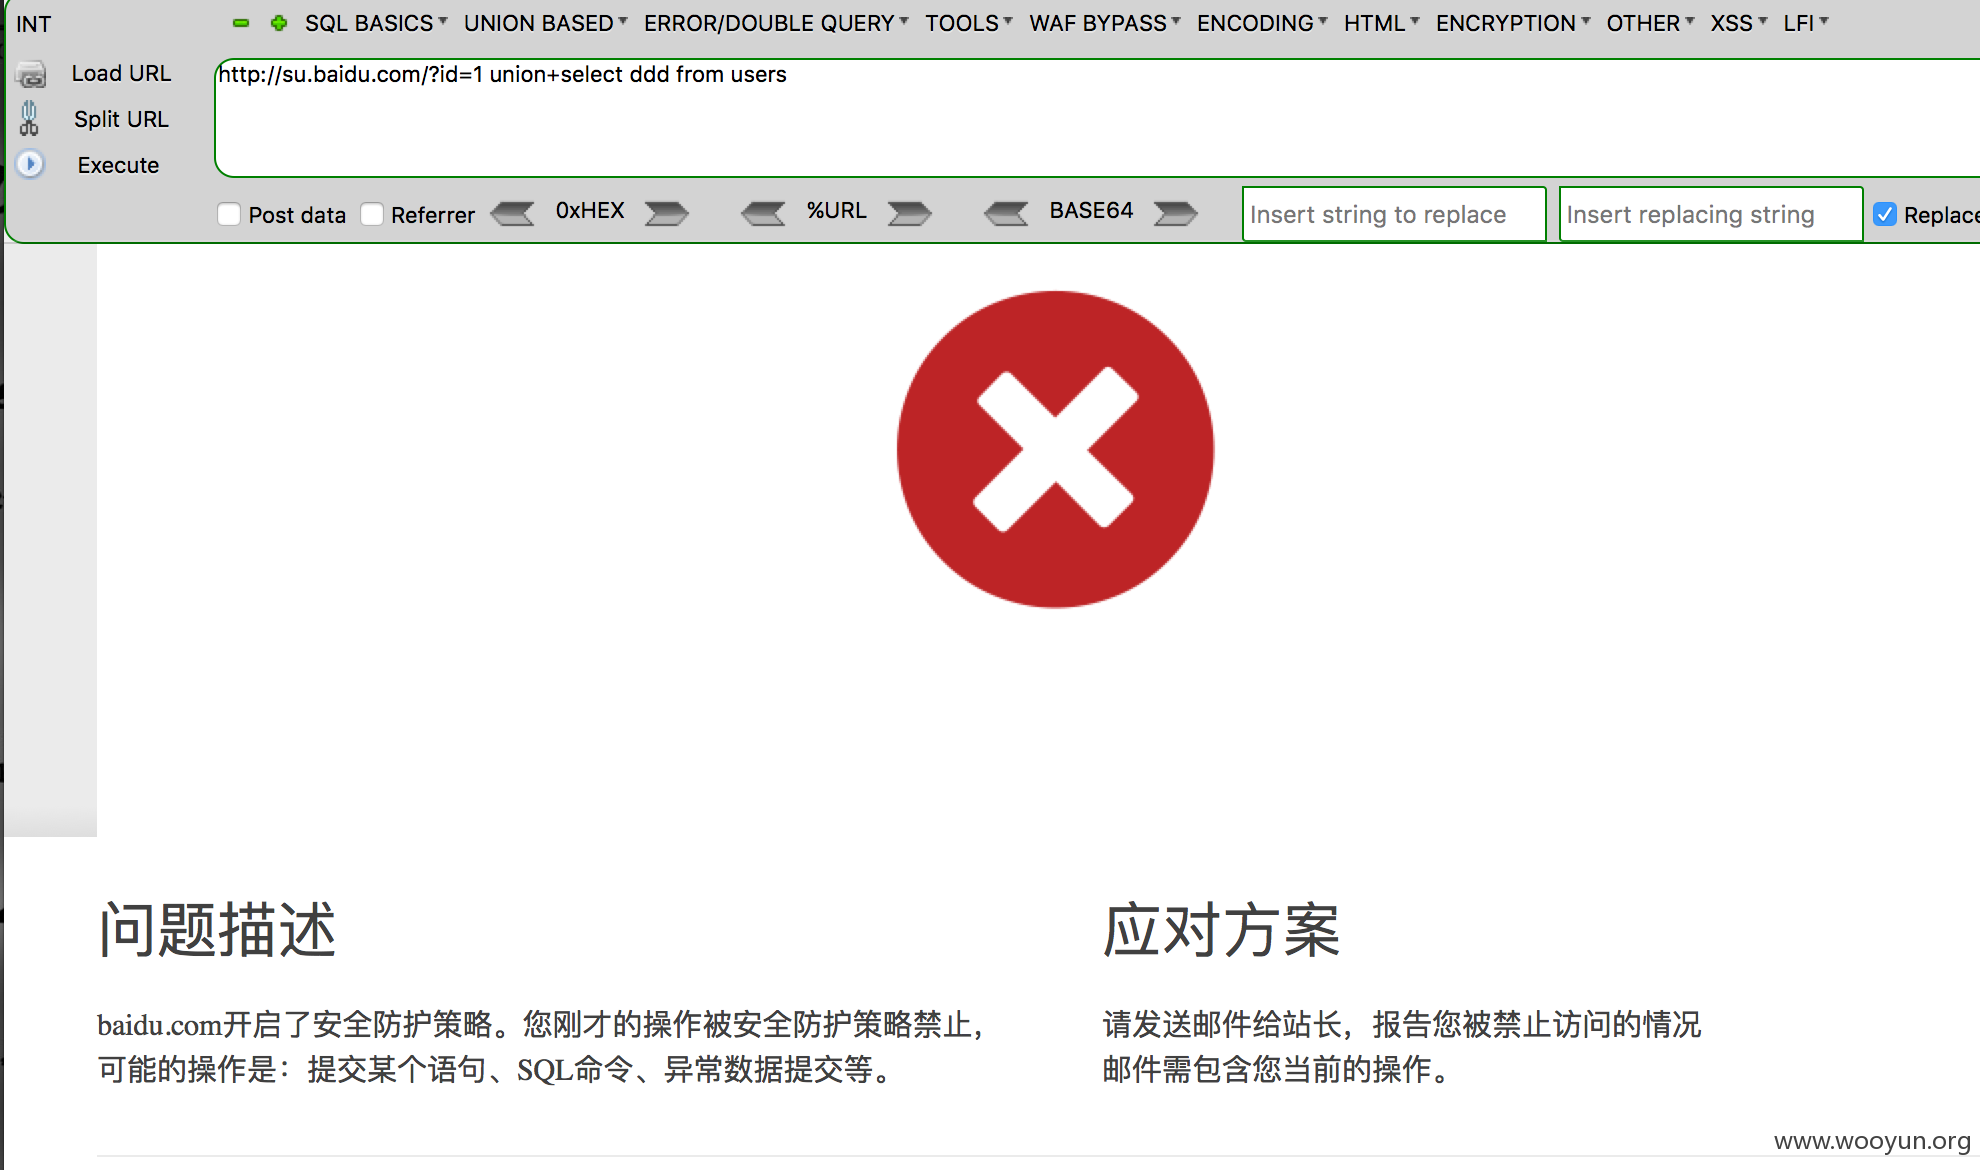 INT SQL BASICS UNION BASED ERROR/DOUBLE QUERY TOOLS WAF BYPASS ENCODING HTML ENCRYPTION OTHER XSS LFI
Load URL
http://su.baidu.com/?id=1 union+select ddd from users
Split URL
Execute
Post data Referrer 0xHEX %URL BASE64 Insert string to replace Insert replacing string Replace
问题描述
baidu.com开启了安全防护策略。您刚才的操作被安全防护策略禁止，
可能的操作是：提交某个语句、SQL命令、异常数据提交等。
应对方案
请发送邮件给站长，报告您被禁止访问的情况
邮件需包含您当前的操作。
www.wooyun.org